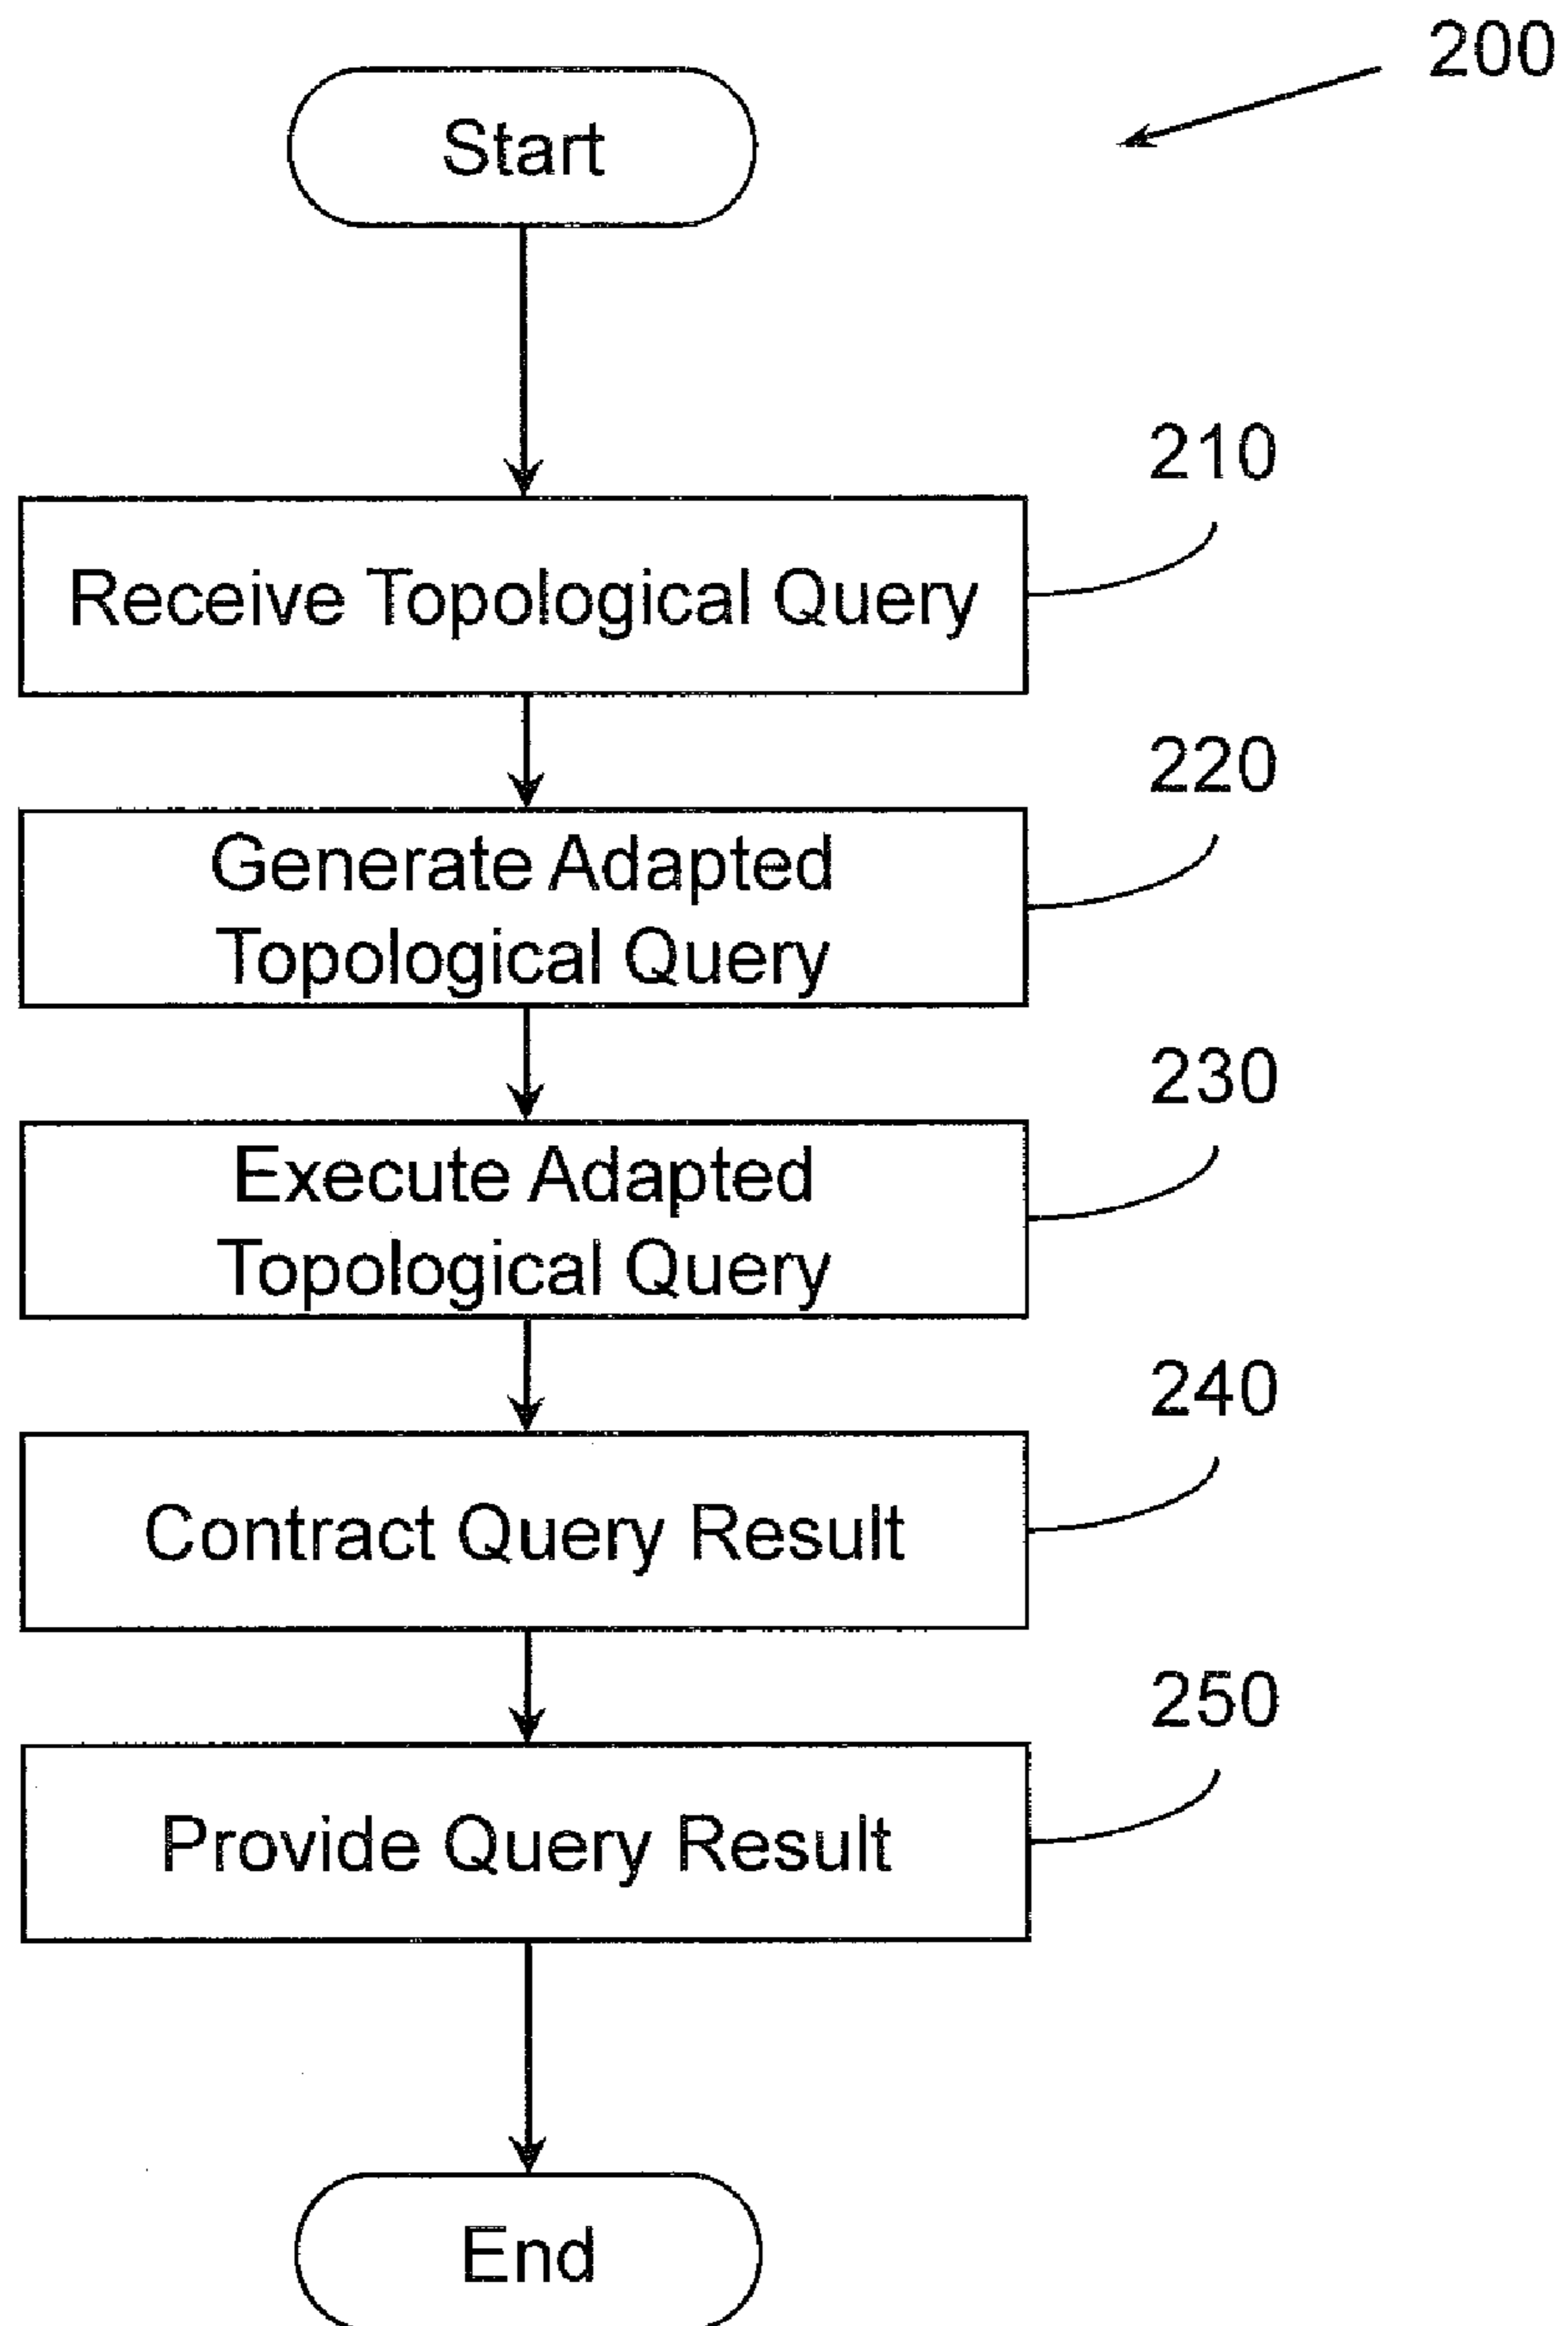 200
Start
210
Receive Topological Query
220
Generate Adapted
Topological Query
230
Execute Adapted
Topological Query
240
Contract Query Result
250
Provide Query Result
End